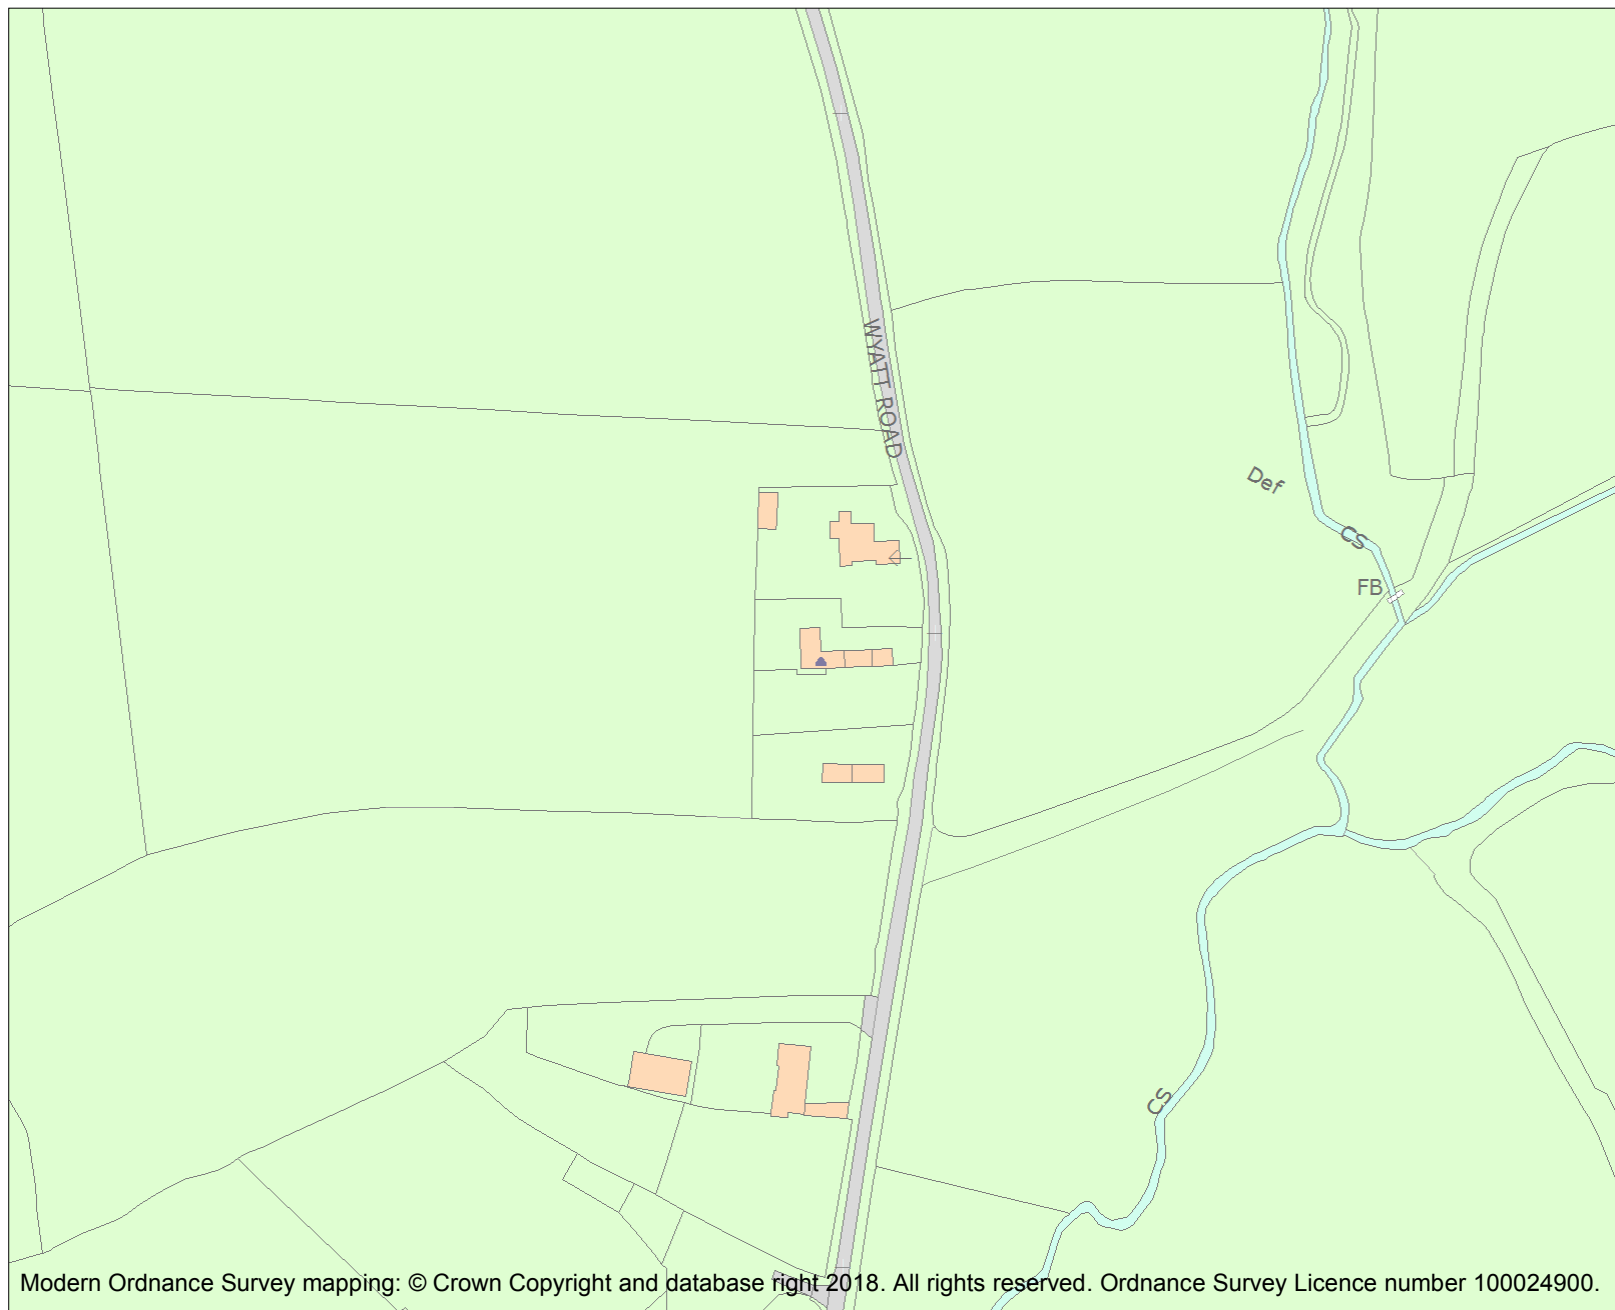 WYATT ROAD
Def
CS
FB
CS
Modern Ordnance Survey mapping: © Crown Copyright and database right 2018. All rights reserved. Ordnance Survey Licence number 100024900.